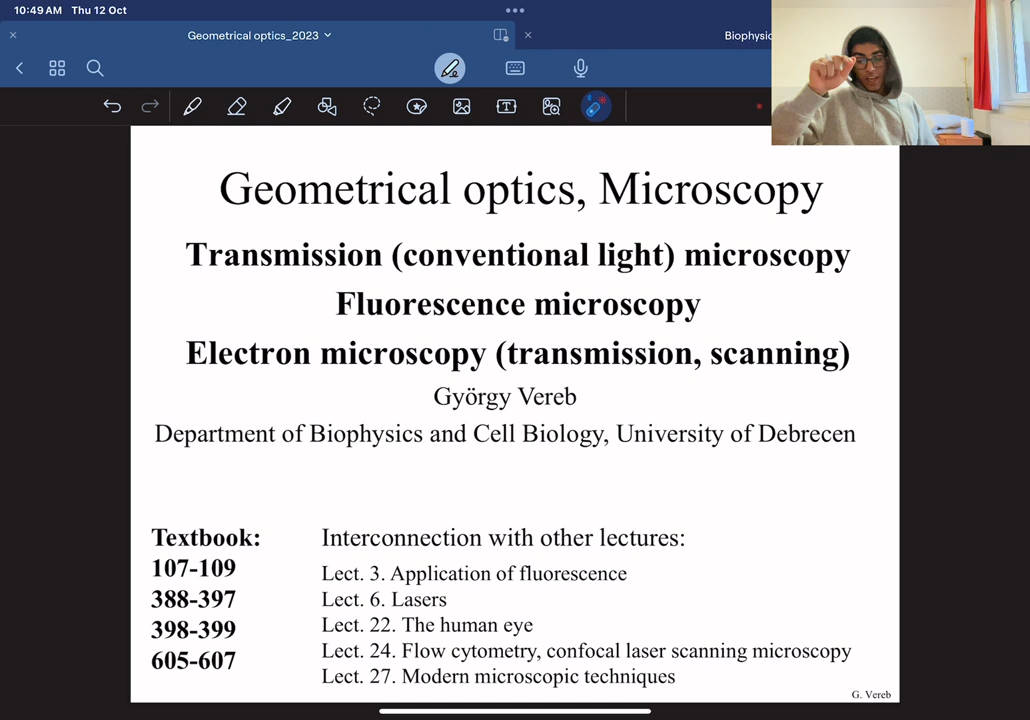 10:49 AM Thu 12 Oct
Geometrical optics_2023
Geometrical optics, Microscopy
Transmission (conventional light) microscopy
Fluorescence microscopy
Electron microscopy (transmission, scanning)
György Vereb
Department of Biophysics and Cell Biology, University of Debrecen
Textbook:
107-109
388-397
398-399
605-607
Interconnection with other lectures:
Lect. 3. Application of fluorescence
Lect. 6. Lasers
Lect. 22. The human eye
Lect. 24. Flow cytometry, confocal laser scanning microscopy
Lect. 27. Modern microscopic techniques
G. Vereb